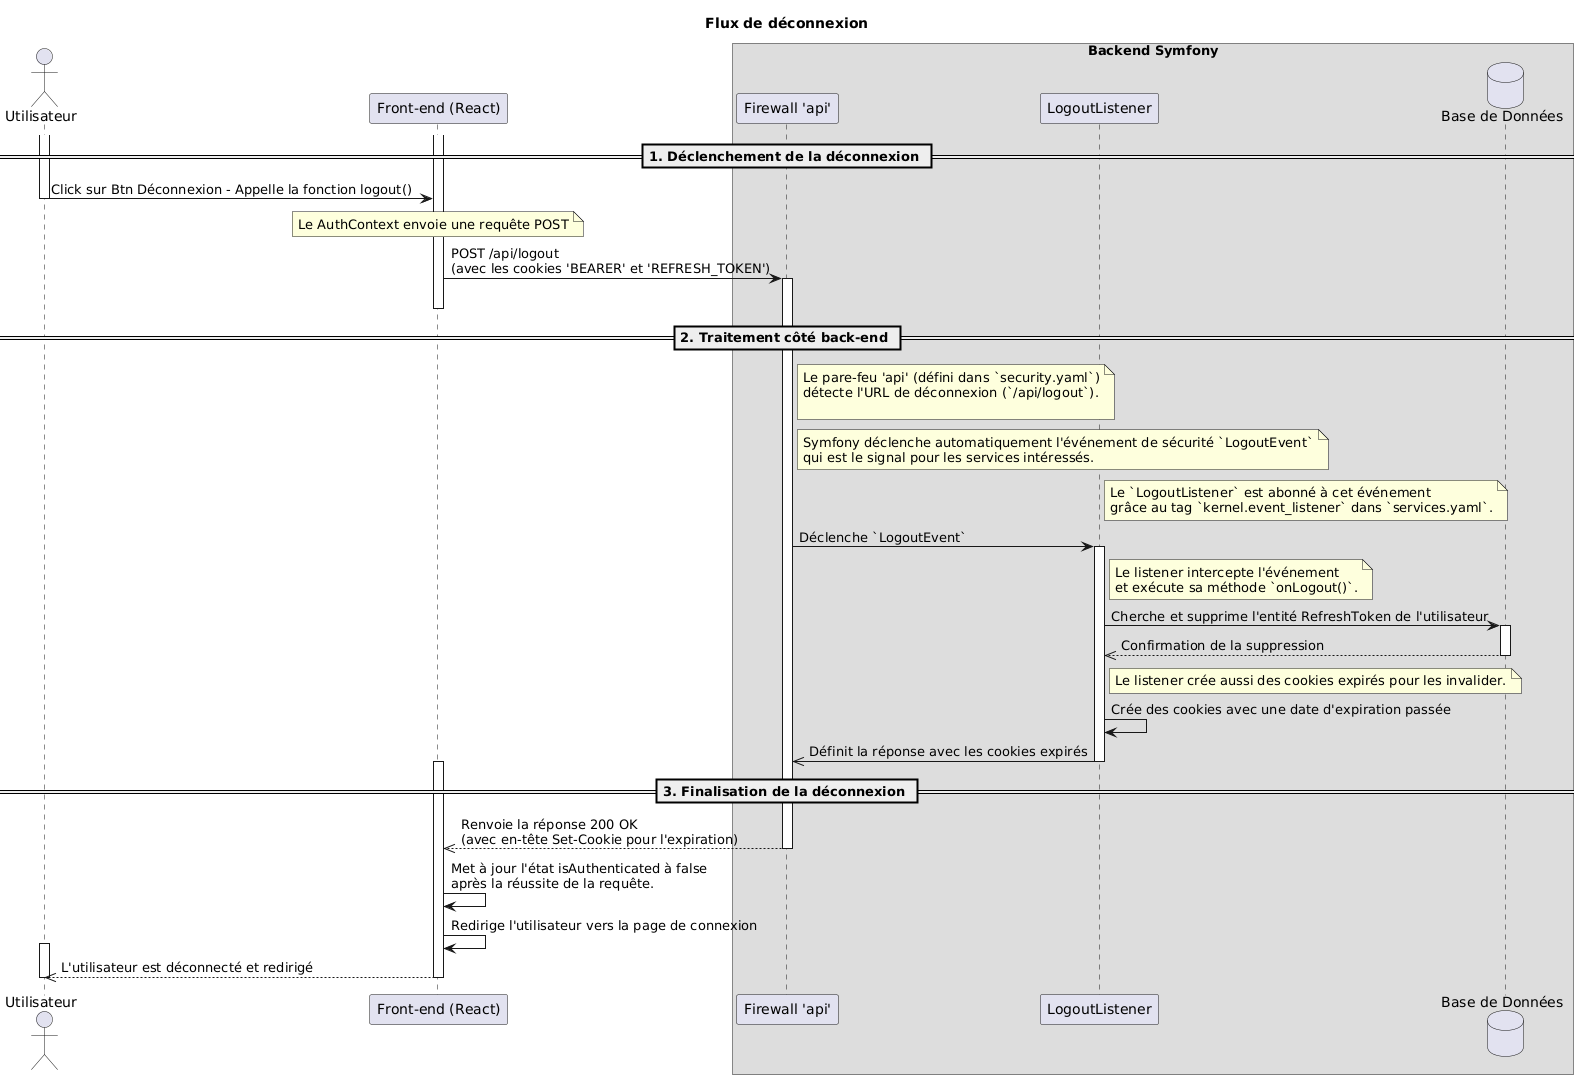 Flux de déconnexion
Backend Symfony
Utilisateur
Front-end (React)
Firewall 'api'
LogoutListener
Base de Données
1. Déclenchement de la déconnexion
Click sur Btn Déconnexion - Appelle la fonction logout()
Le AuthContext envoie une requête POST
POST /api/logout
(avec les cookies 'BEARER' et 'REFRESH_TOKEN')
2. Traitement côté back-end
Le pare-feu 'api' (défini dans `security.yaml`)
détecte l'URL de déconnexion (`/api/logout`).
Symfony déclenche automatiquement l'événement de sécurité `LogoutEvent`
qui est le signal pour les services intéressés.
Le `LogoutListener` est abonné à cet événement
grâce au tag `kernel.event_listener` dans `services.yaml`.
Déclenche `LogoutEvent`
Le listener intercepte l'événement
et exécute sa méthode `onLogout()`.
Cherche et supprime l'entité RefreshToken de l'utilisateur
Confirmation de la suppression
Le listener crée aussi des cookies expirés pour les invalider.
Crée des cookies avec une date d'expiration passée
Définit la réponse avec les cookies expirés
3. Finalisation de la déconnexion
Renvoie la réponse 200 OK
(avec en-tête Set-Cookie pour l'expiration)
Met à jour l'état isAuthenticated à false
après la réussite de la requête.
Redirige l'utilisateur vers la page de connexion
L'utilisateur est déconnecté et redirigé
Utilisateur
Front-end (React)
Firewall 'api'
LogoutListener
Base de Données